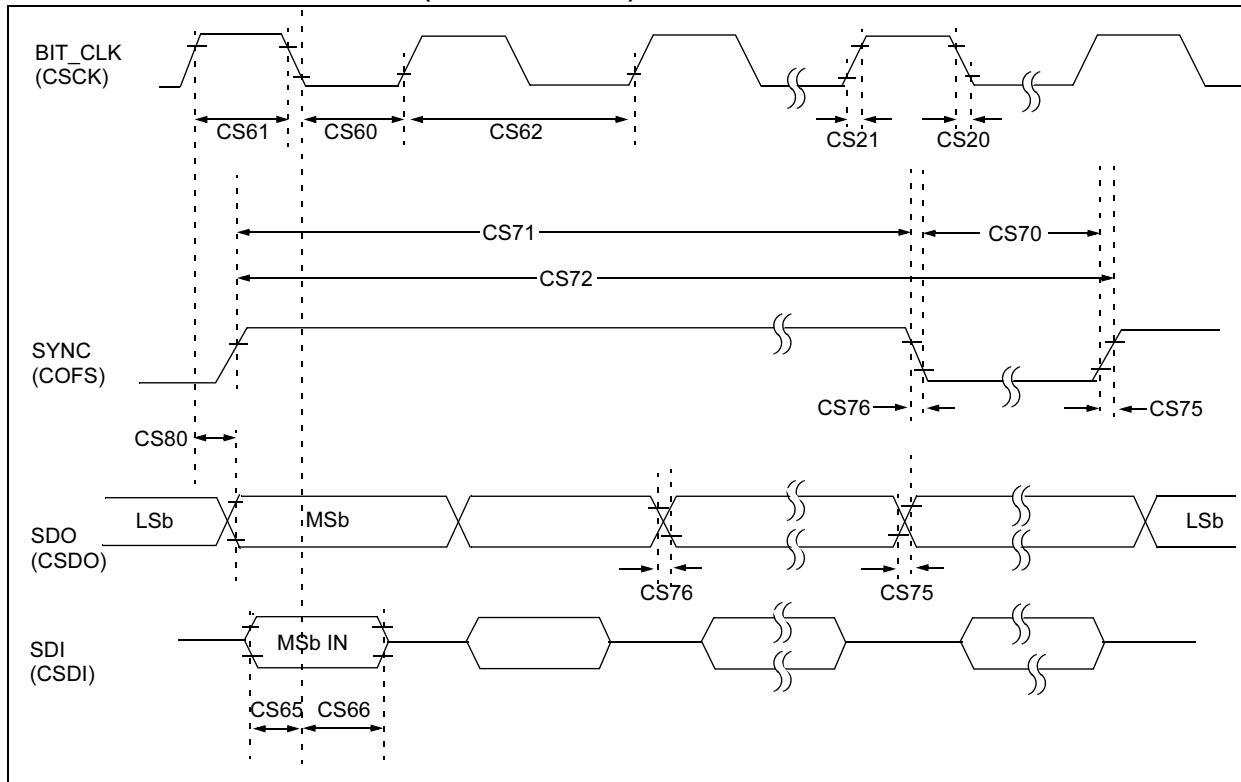 BIT_CLK
(CSCK)
CS61
CS60
CS62
CS21
CS20
CS71
CS70
CS72
SYNC
(COFS)
CS76
CS75
CS80
LSb
MSb
LSb
SDO
(CSDO)
CS76
CS75
MSb IN
SDI
(CSDI)
CS65
CS66